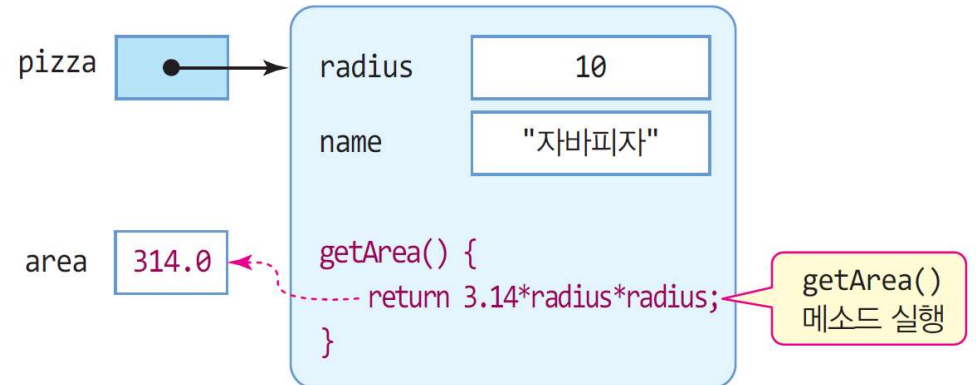 pizza
radius 10
name "자바피자"
area 314.0
getArea() {
return 3.14*radius*radius;
}
getArea()
메소드 실행